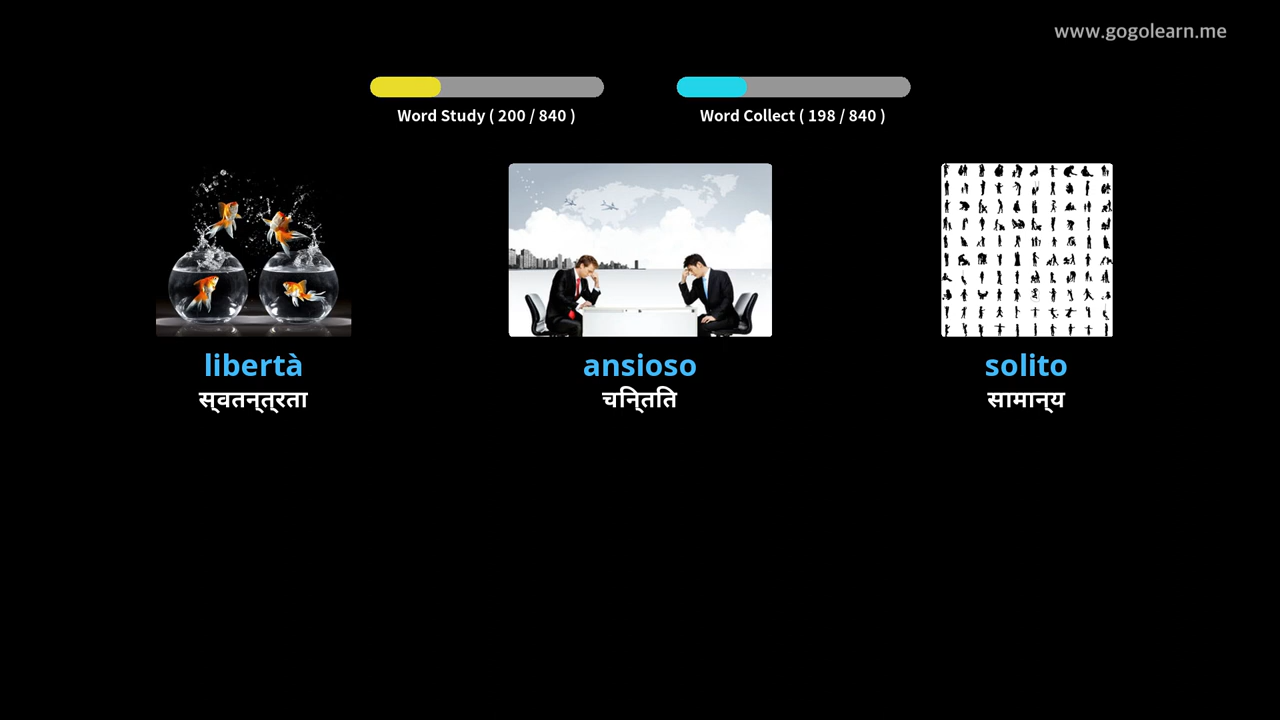 www.gogolearn.me
Word Study ( 200 / 840 )
Word Collect ( 198 / 840 )
libertà
ansioso
solito
स्वतन्त्रता
चिन्तिति
सामान्य